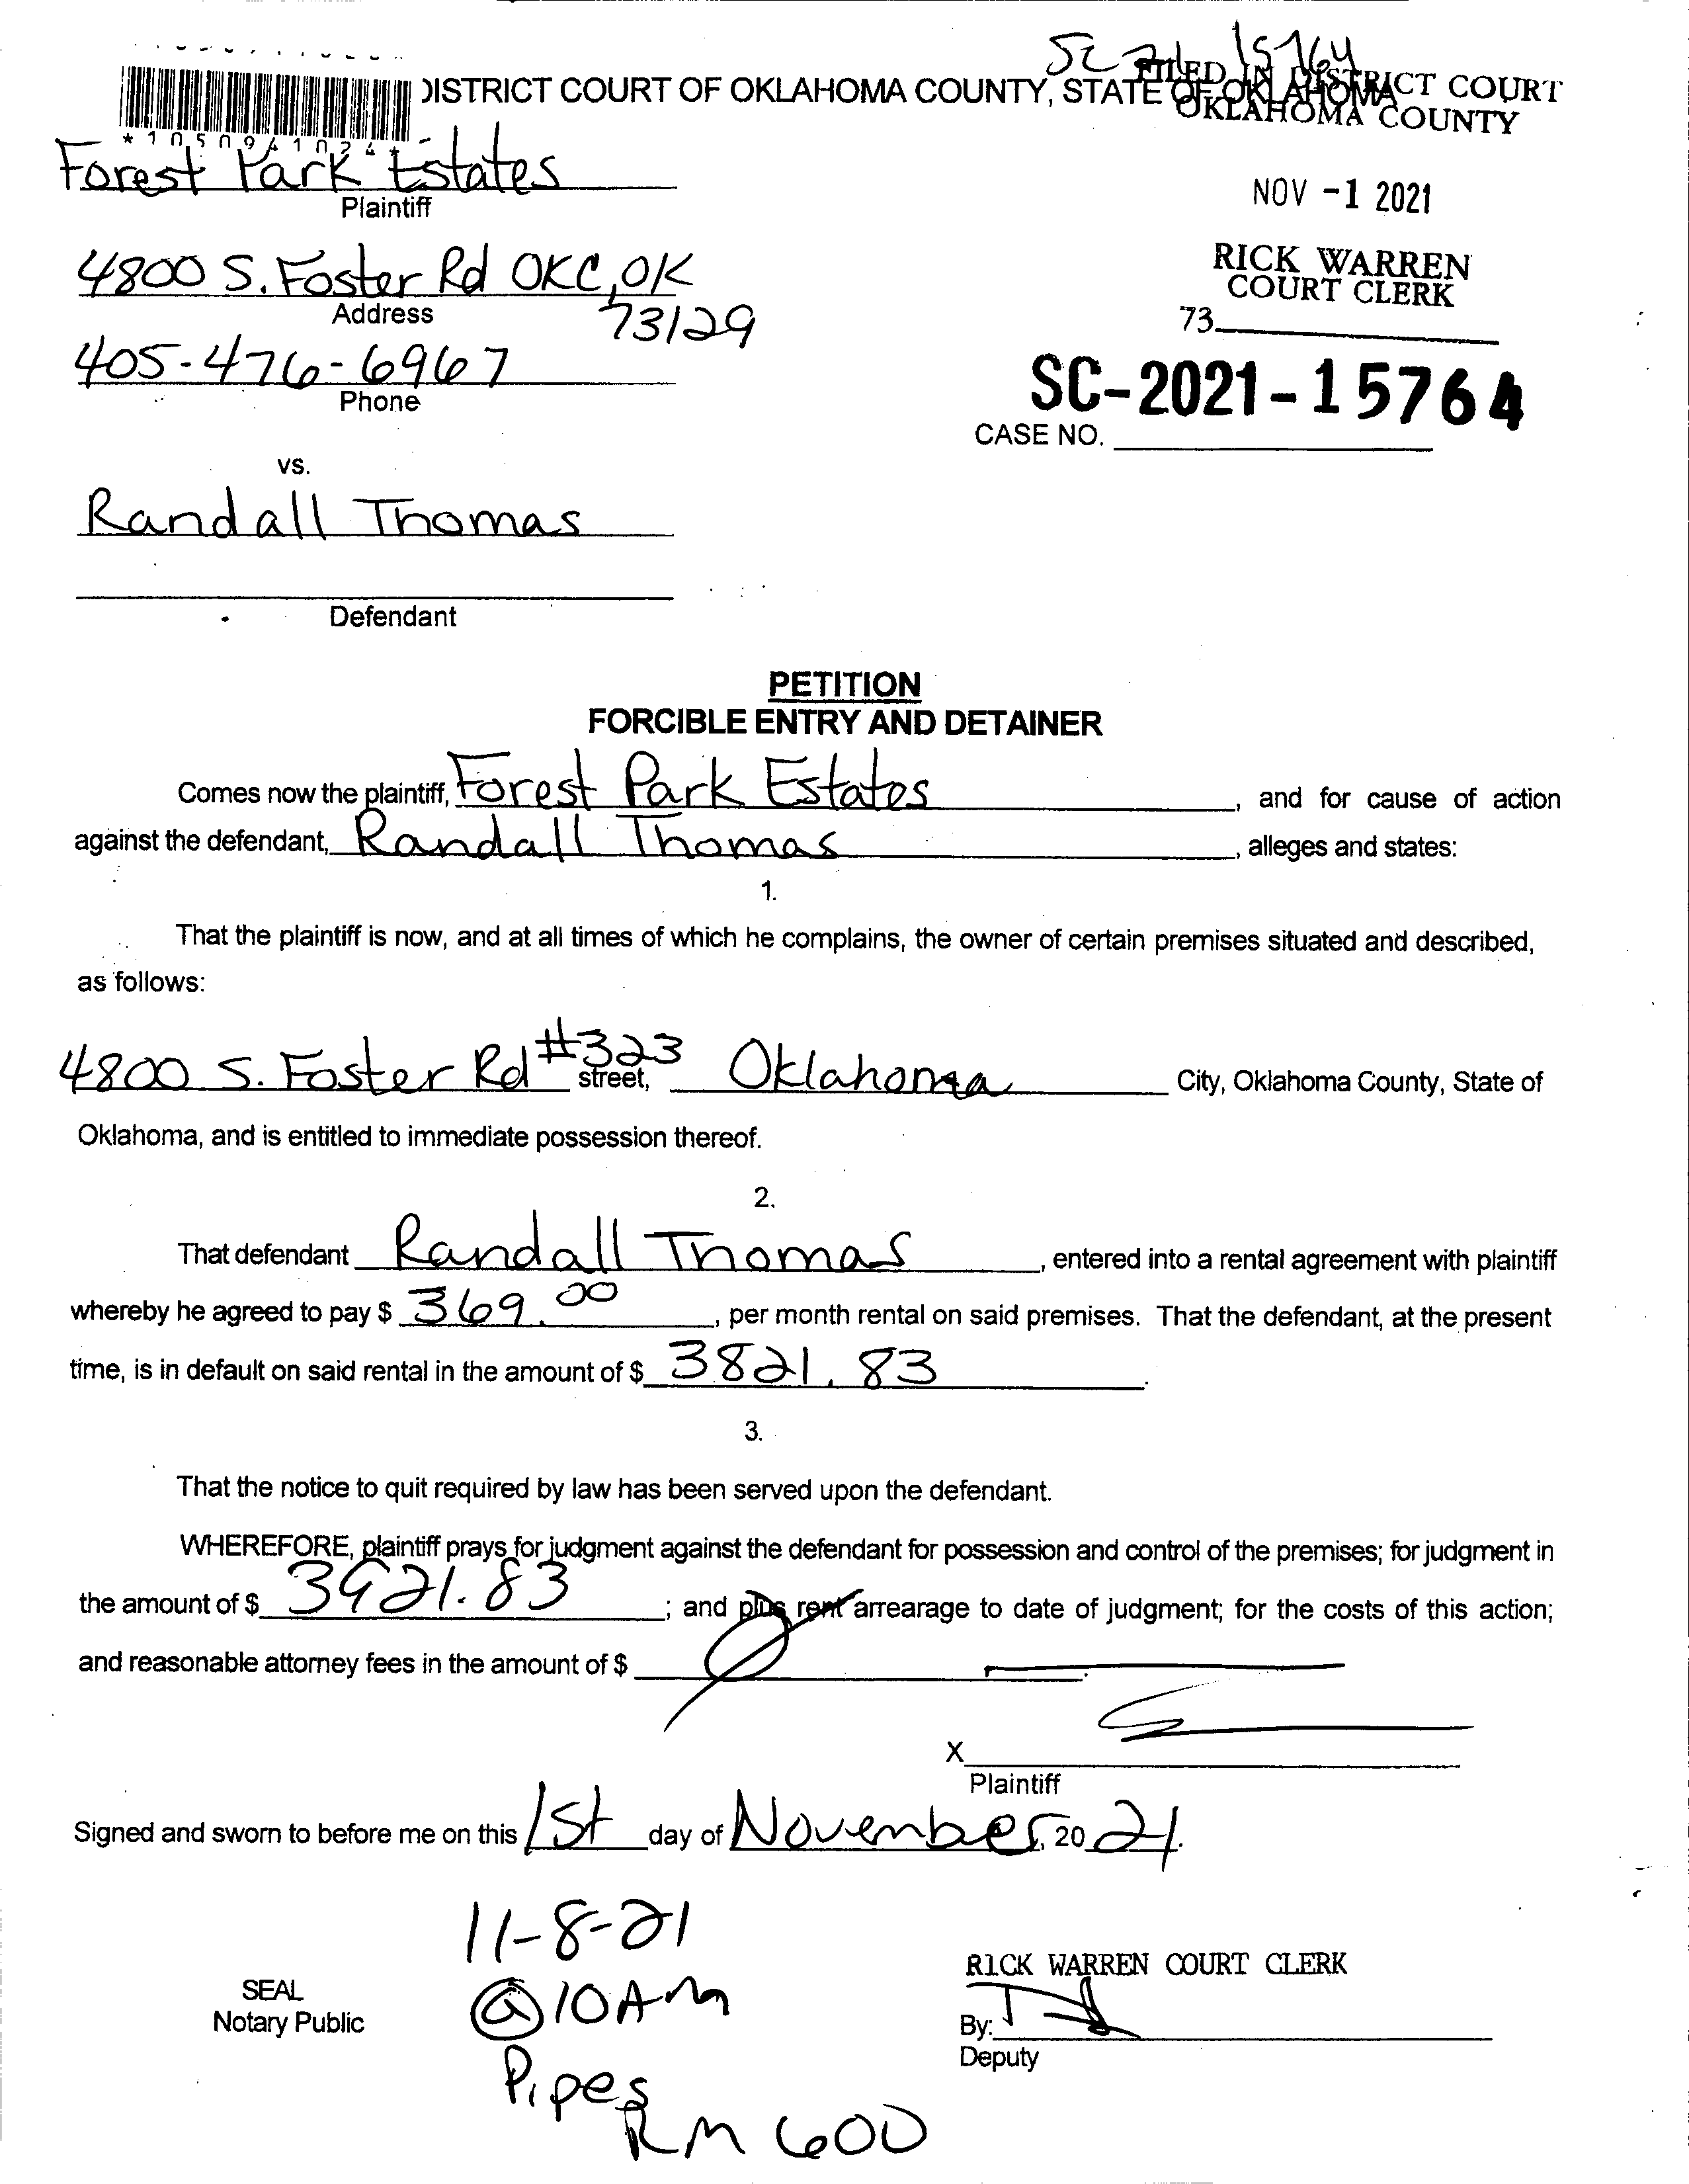 SC 21 15764
DISTRICT COURT OF OKLAHOMA COUNTY, STATE OF OKLAHOMA
FILED IN DISTRICT COURT
OKLAHOMA COUNTY
*1050941024*
Forest Park Estates
Plaintiff
NOV -1 2021
4800 S. Foster Rd OKC, OK
73129
Address
RICK WARREN
COURT CLERK
73
405-476-6967
Phone
SC-2021-15764
CASE NO.
vs.
Randall Thomas
Defendant
PETITION
FORCIBLE ENTRY AND DETAINER
Comes now the plaintiff, Forest Park Estates, and for cause of action
against the defendant, Randall Thomas, alleges and states:
1.
That the plaintiff is now, and at all times of which he complains, the owner of certain premises situated and described,
as follows:
4800 S. Foster Rd #323 street, Oklahoma City, Oklahoma County, State of
Oklahoma, and is entitled to immediate possession thereof.
2.
That defendant Randall Thomas, entered into a rental agreement with plaintiff
whereby he agreed to pay $ 369.00, per month rental on said premises. That the defendant, at the present
time, is in default on said rental in the amount of $ 3821.83.
3.
That the notice to quit required by law has been served upon the defendant.
WHEREFORE, plaintiff prays for judgment against the defendant for possession and control of the premises; for judgment in
the amount of $ 3921.83; and plus rent arrearage to date of judgment; for the costs of this action;
and reasonable attorney fees in the amount of $ .
X
Plaintiff
Signed and sworn to before me on this 1st day of November, 20 21.
11-8-21
@10AM
Pipes
RM 600
SEAL
Notary Public
RICK WARREN COURT CLERK
By:
Deputy